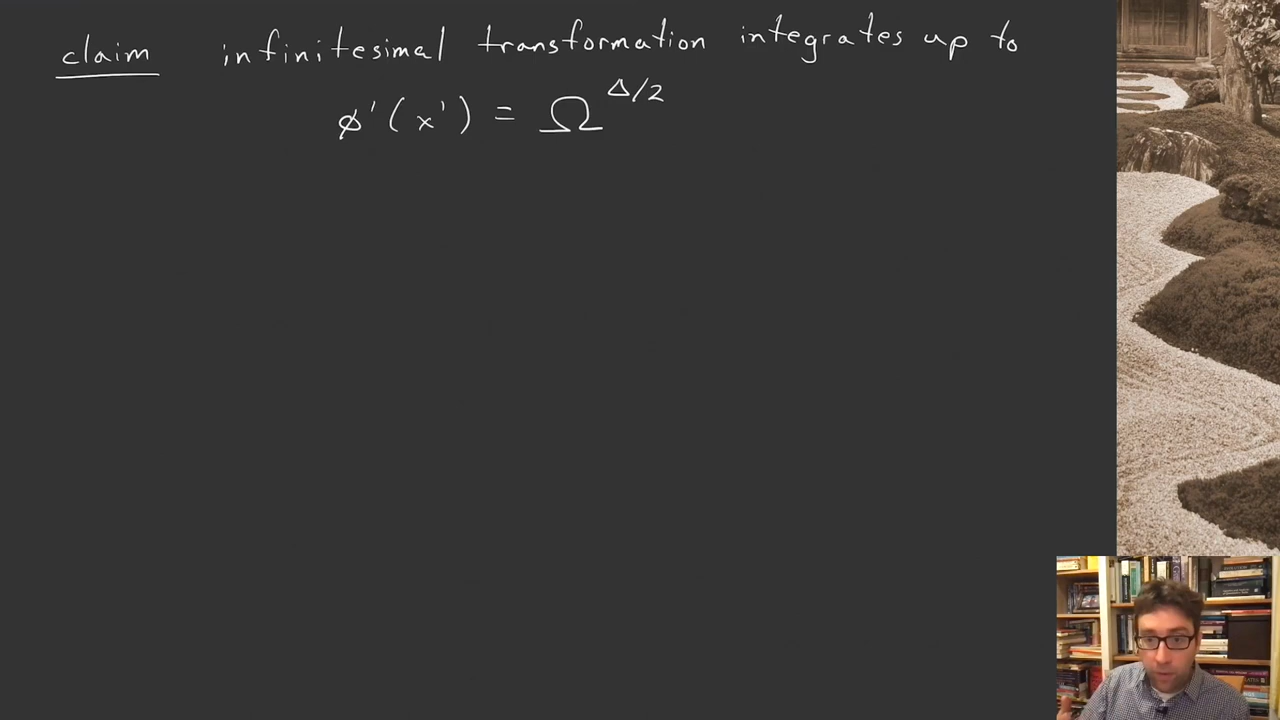 claim infinitesimal transformation integrates up to
ϕ'(x') = Ω^{Δ/2}